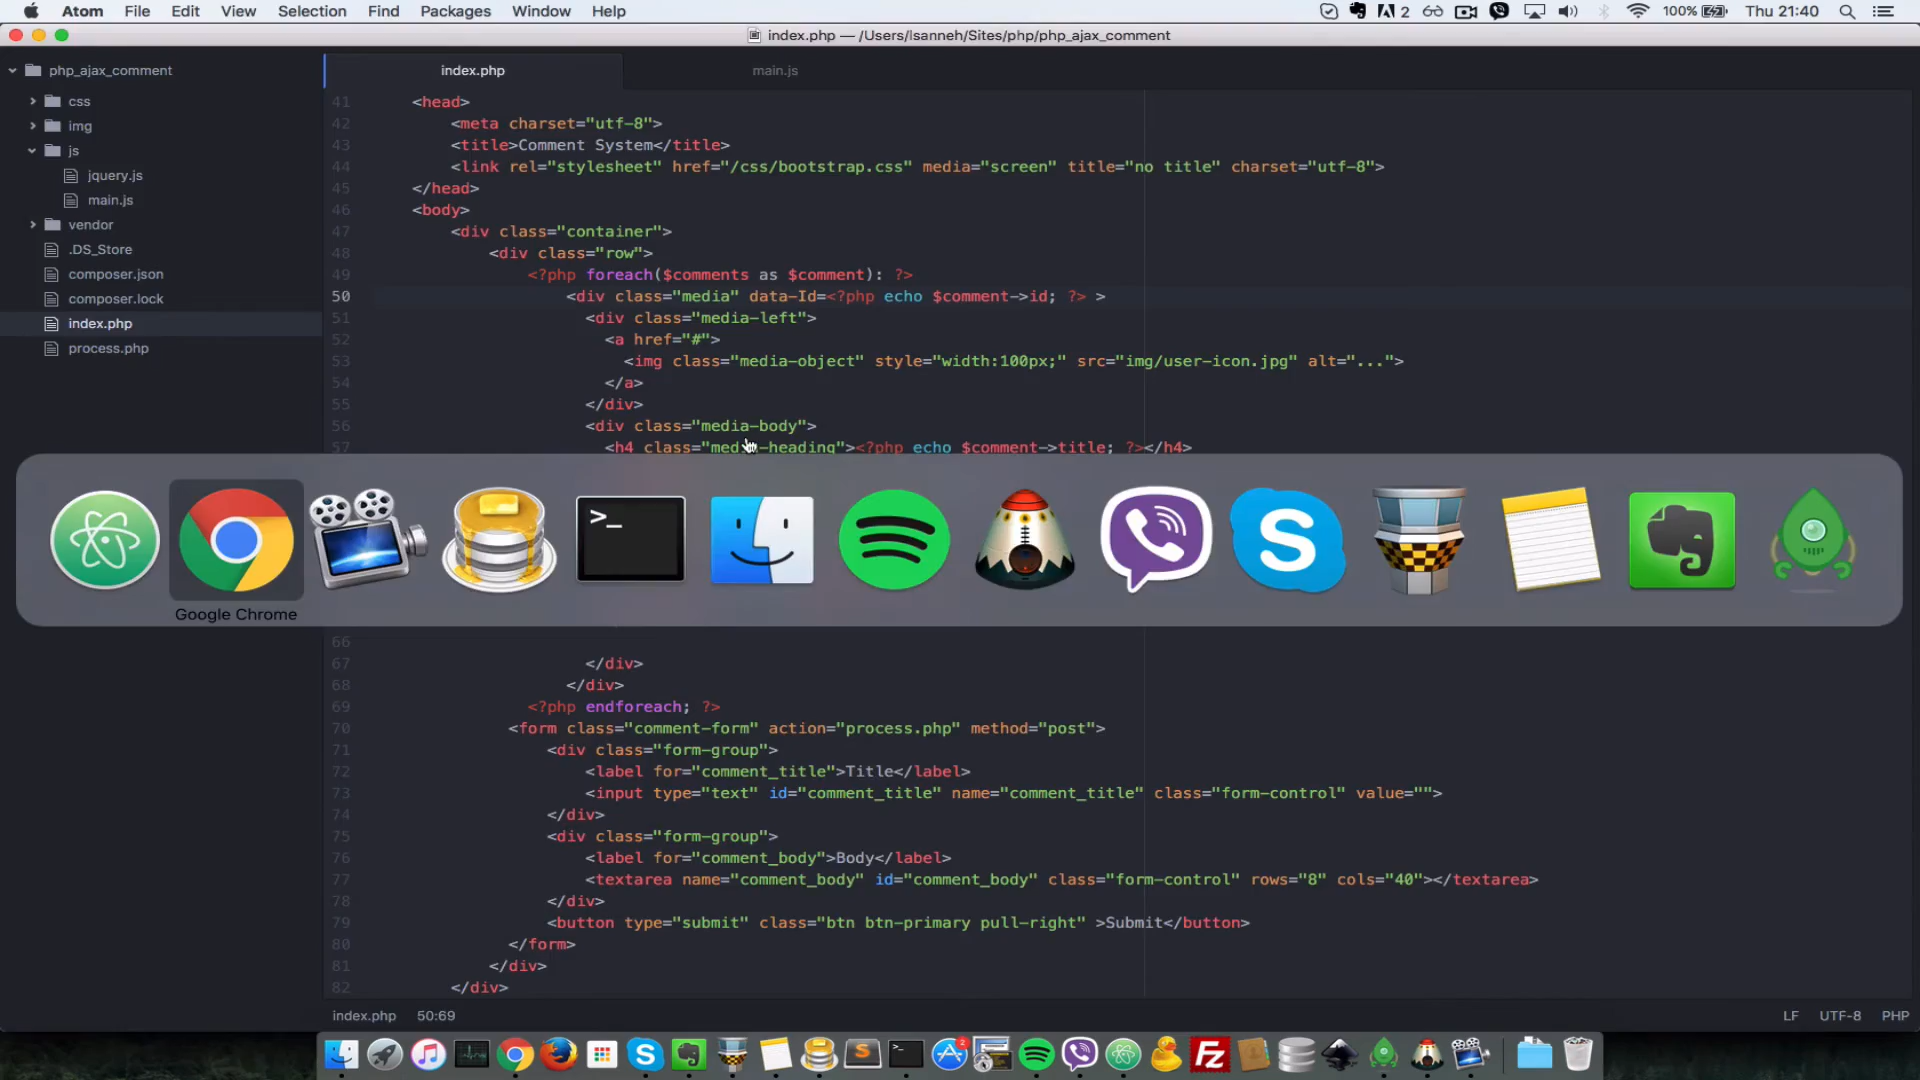 Atom File Edit View Selection Find Packages Window Help 2 100% Thu 21:40
index.php — /Users/lsanneh/Sites/php/php_ajax_comment
php_ajax_comment
css
img
js
jquery.js
main.js
vendor
.DS_Store
composer.json
composer.lock
index.php
process.php
index.php main.js
41 <head>
42 <meta charset="utf-8">
43 <title>Comment System</title>
44 <link rel="stylesheet" href="/css/bootstrap.css" media="screen" title="no title" charset="utf-8">
45 </head>
46 <body>
47 <div class="container">
48 <div class="row">
49 <?php foreach($comments as $comment): ?>
50 <div class="media" data-Id=<?php echo $comment->id; ?> >
51 <div class="media-left">
52 <a href="#">
53 <img class="media-object" style="width:100px;" src="img/user-icon.jpg" alt="...">
54 </a>
55 </div>
56 <div class="media-body">
57 <h4 class="media-heading"><?php echo $comment->title; ?></h4>
>_
S
Google Chrome
66
67 </div>
68 </div>
69 <?php endforeach; ?>
70 <form class="comment-form" action="process.php" method="post">
71 <div class="form-group">
72 <label for="comment_title">Title</label>
73 <input type="text" id="comment_title" name="comment_title" class="form-control" value="">
74 </div>
75 <div class="form-group">
76 <label for="comment_body">Body</label>
77 <textarea name="comment_body" id="comment_body" class="form-control" rows="8" cols="40"></textarea>
78 </div>
79 <button type="submit" class="btn btn-primary pull-right" >Submit</button>
80 </form>
81 </div>
82 </div>
index.php 50:69 LF UTF-8 PHP